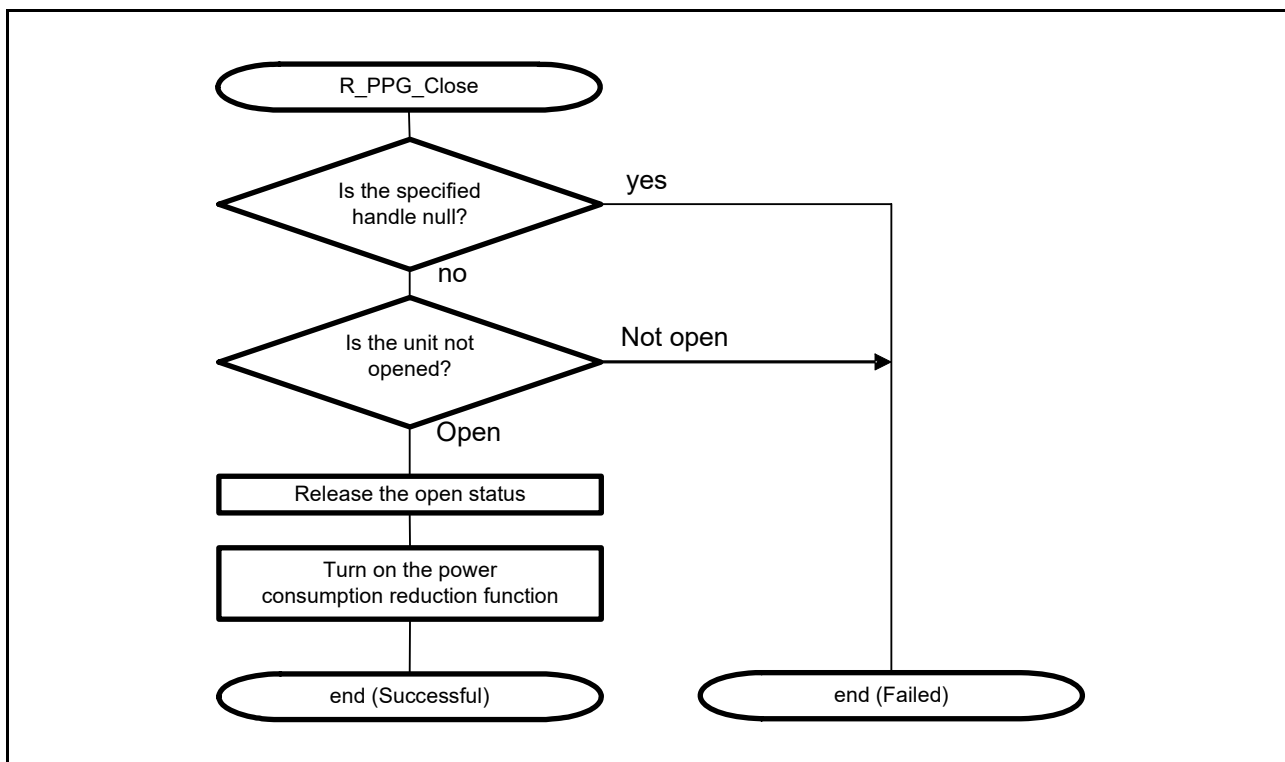 R_PPG_Close
Is the specified
handle null?
yes
no
Is the unit not
opened?
Not open
Open
Release the open status
Turn on the power
consumption reduction function
end (Successful)
end (Failed)